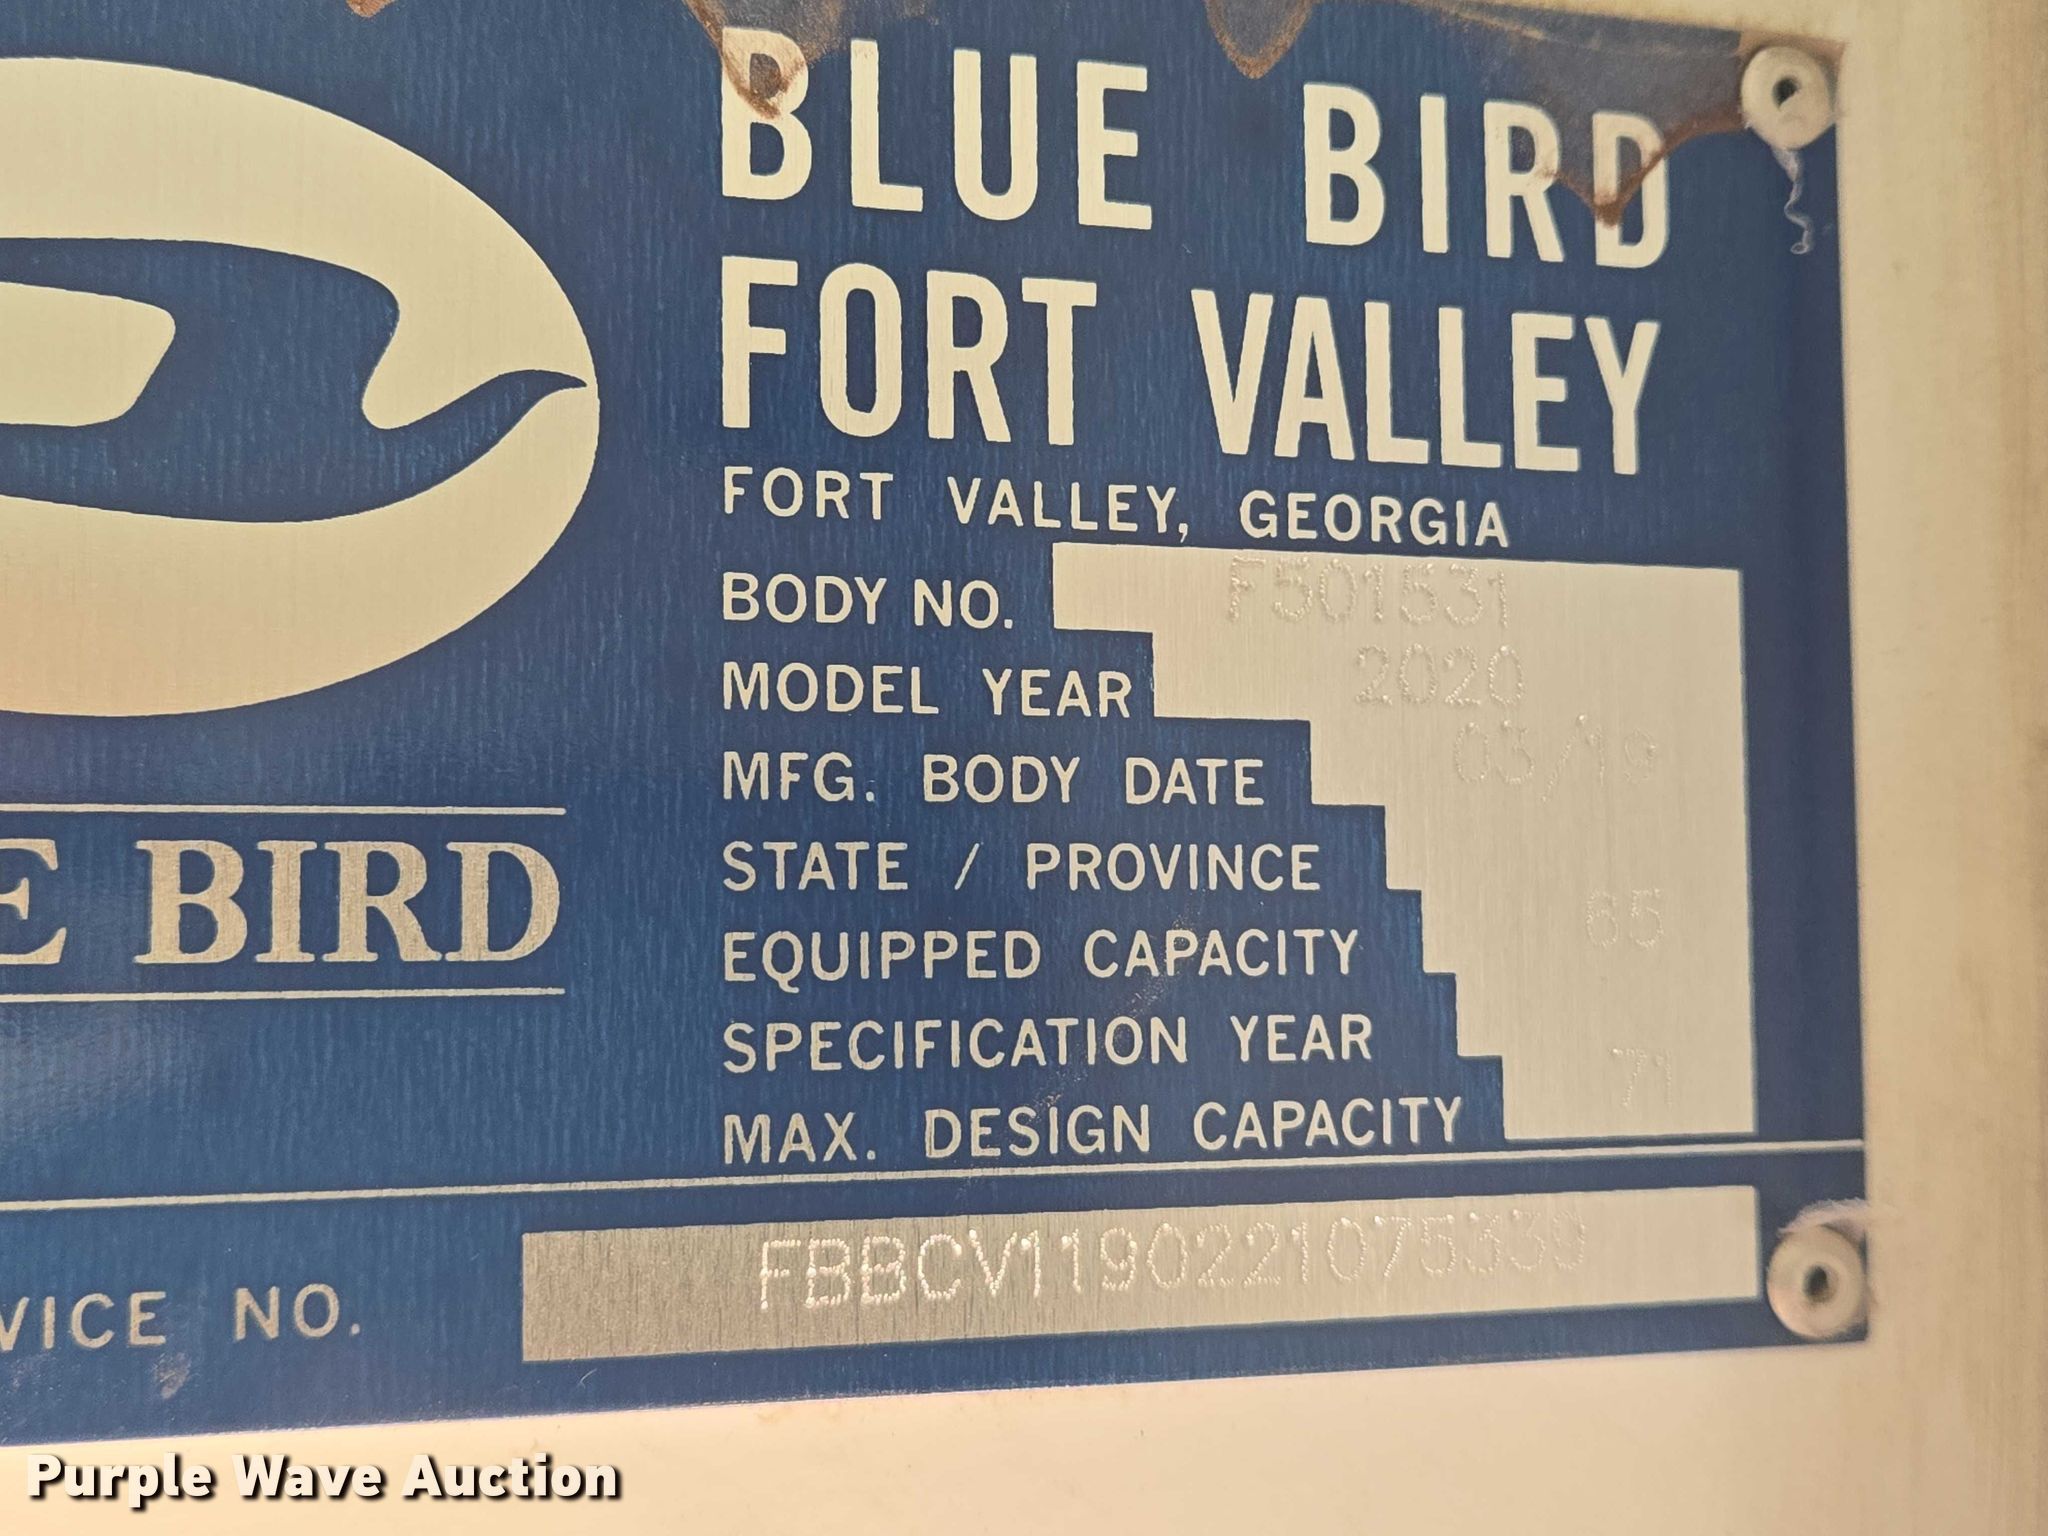 BLUE BIRD
FORT VALLEY
FORT VALLEY, GEORGIA
BODY NO. F501531
MODEL YEAR 2020
MFG. BODY DATE 03/19
STATE / PROVINCE
EQUIPPED CAPACITY 65
SPECIFICATION YEAR
MAX. DESIGN CAPACITY 71
E BIRD
VICE NO. FBBCV1190221075339
Purple Wave Auction